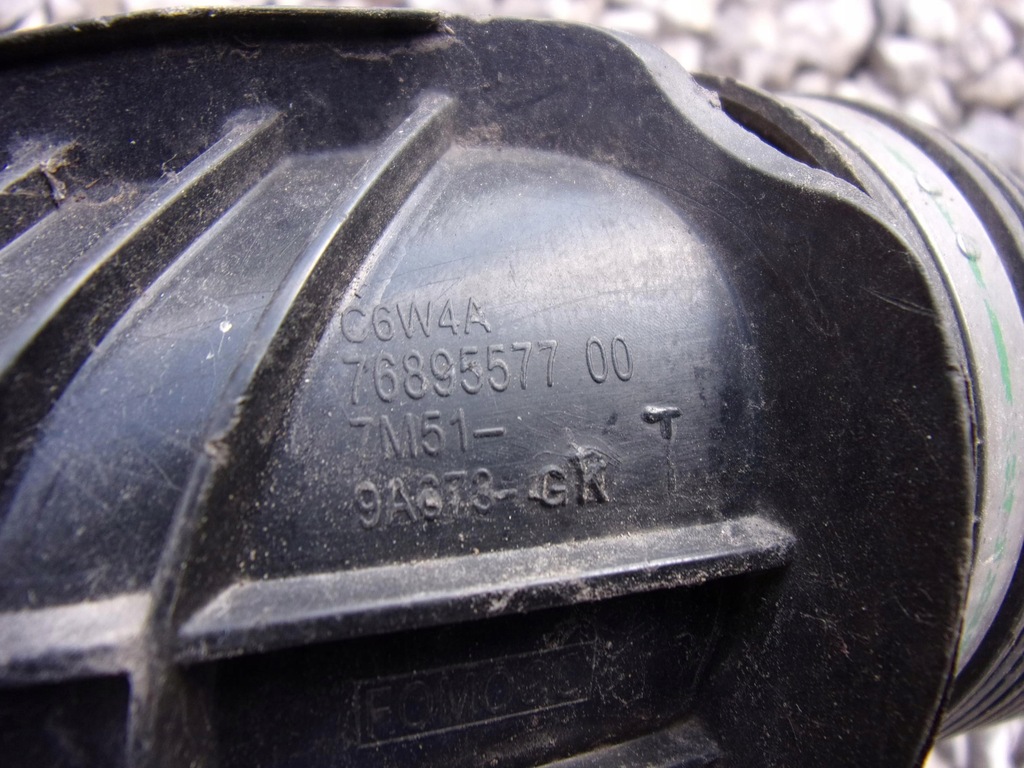 C6W4A
76895577 00
7M51- T
9A673-GK
FOMOCO